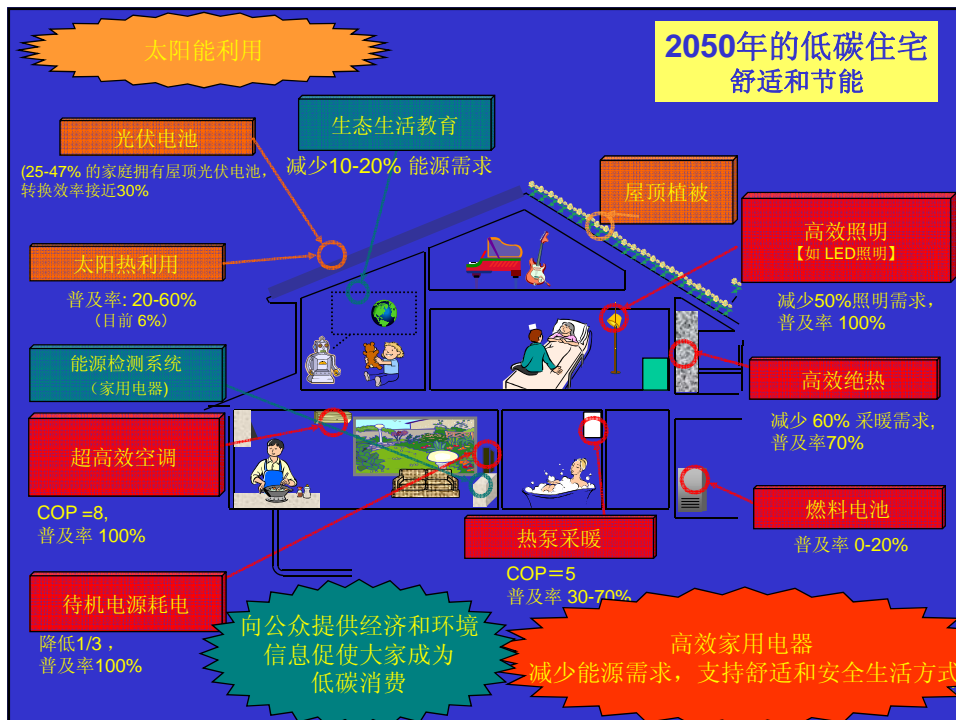 太阳能利用
2050年的低碳住宅
舒适和节能
生态生活教育
减少10-20% 能源需求
光伏电池
(25-47% 的家庭拥有屋顶光伏电池，
转换效率接近30%
屋顶植被
高效照明
【如 LED照明】
减少50%照明需求，
普及率 100%
太阳热利用
普及率: 20-60%
（目前 6%）
能源检测系统
（家用电器)
高效绝热
减少 60% 采暖需求,
普及率70%
超高效空调
COP =8,
普及率 100%
燃料电池
普及率 0-20%
热泵采暖
COP＝5
普及率 30-70%
待机电源耗电
降低1/3 ，
普及率100%
向公众提供经济和环境
信息促使大家成为
低碳消费
高效家用电器
减少能源需求，支持舒适和安全生活方式